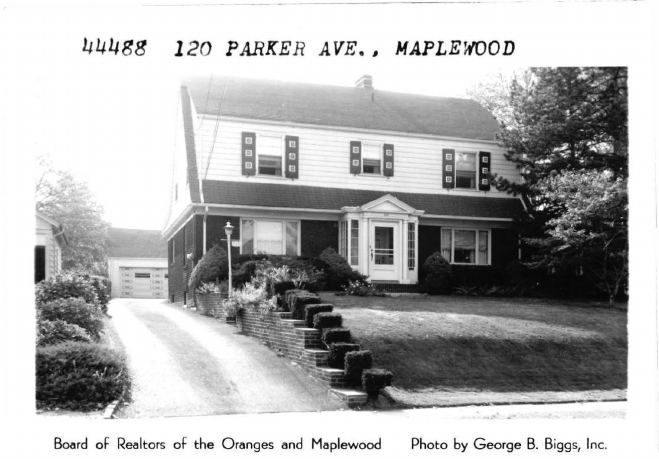 44488 120 PARKER AVE., MAPLEWOOD
Board of Realtors of the Oranges and Maplewood Photo by George B. Biggs, Inc.